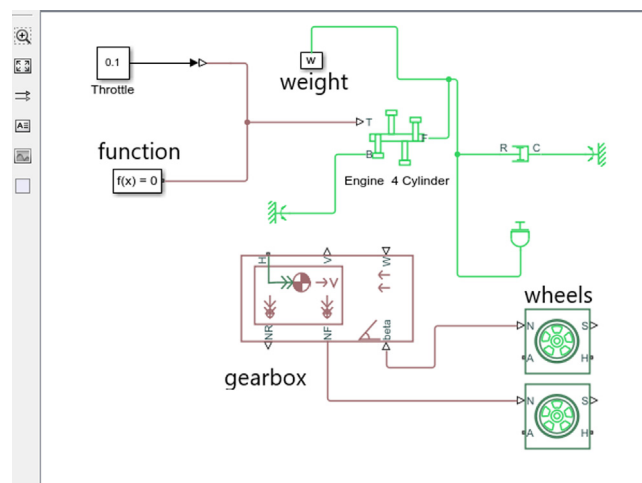 0.1
Throttle
W
weight
T
function
f(x) = 0
B
F
Engine 4 Cylinder
R C
H
V
W
V
NR
NF
beta
gearbox
wheels
N S
A H
N S
A H